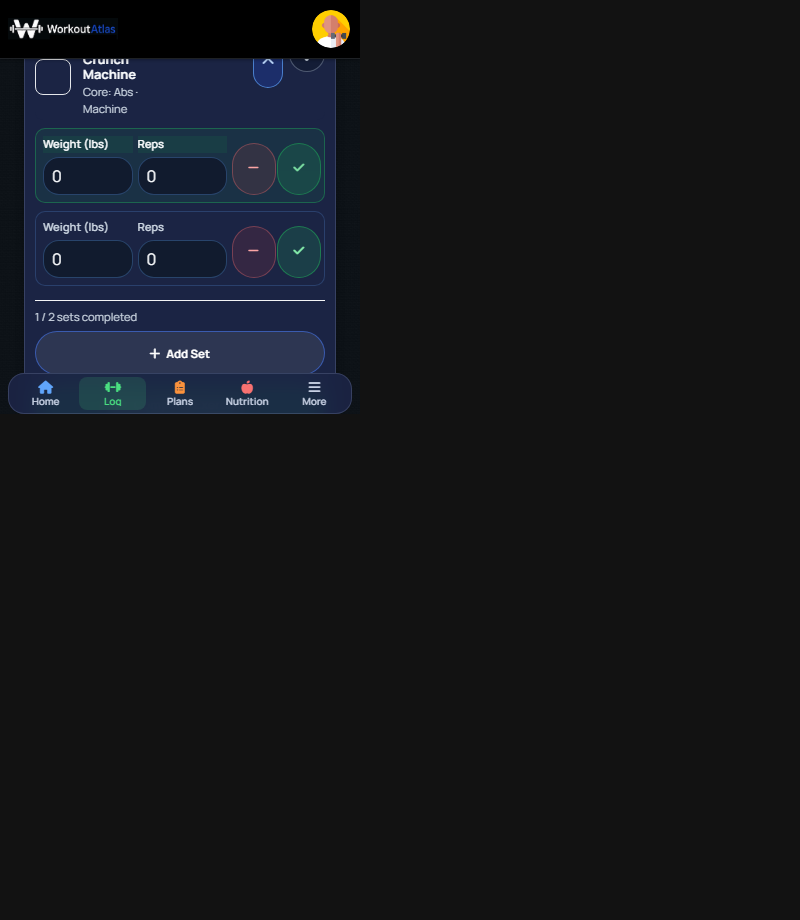 WorkoutAtlas
Crunch
Machine
Core: Abs ·
Machine
Weight (lbs) Reps
0 0
Weight (lbs) Reps
0 0
1 / 2 sets completed
+ Add Set
Home Log Plans Nutrition More